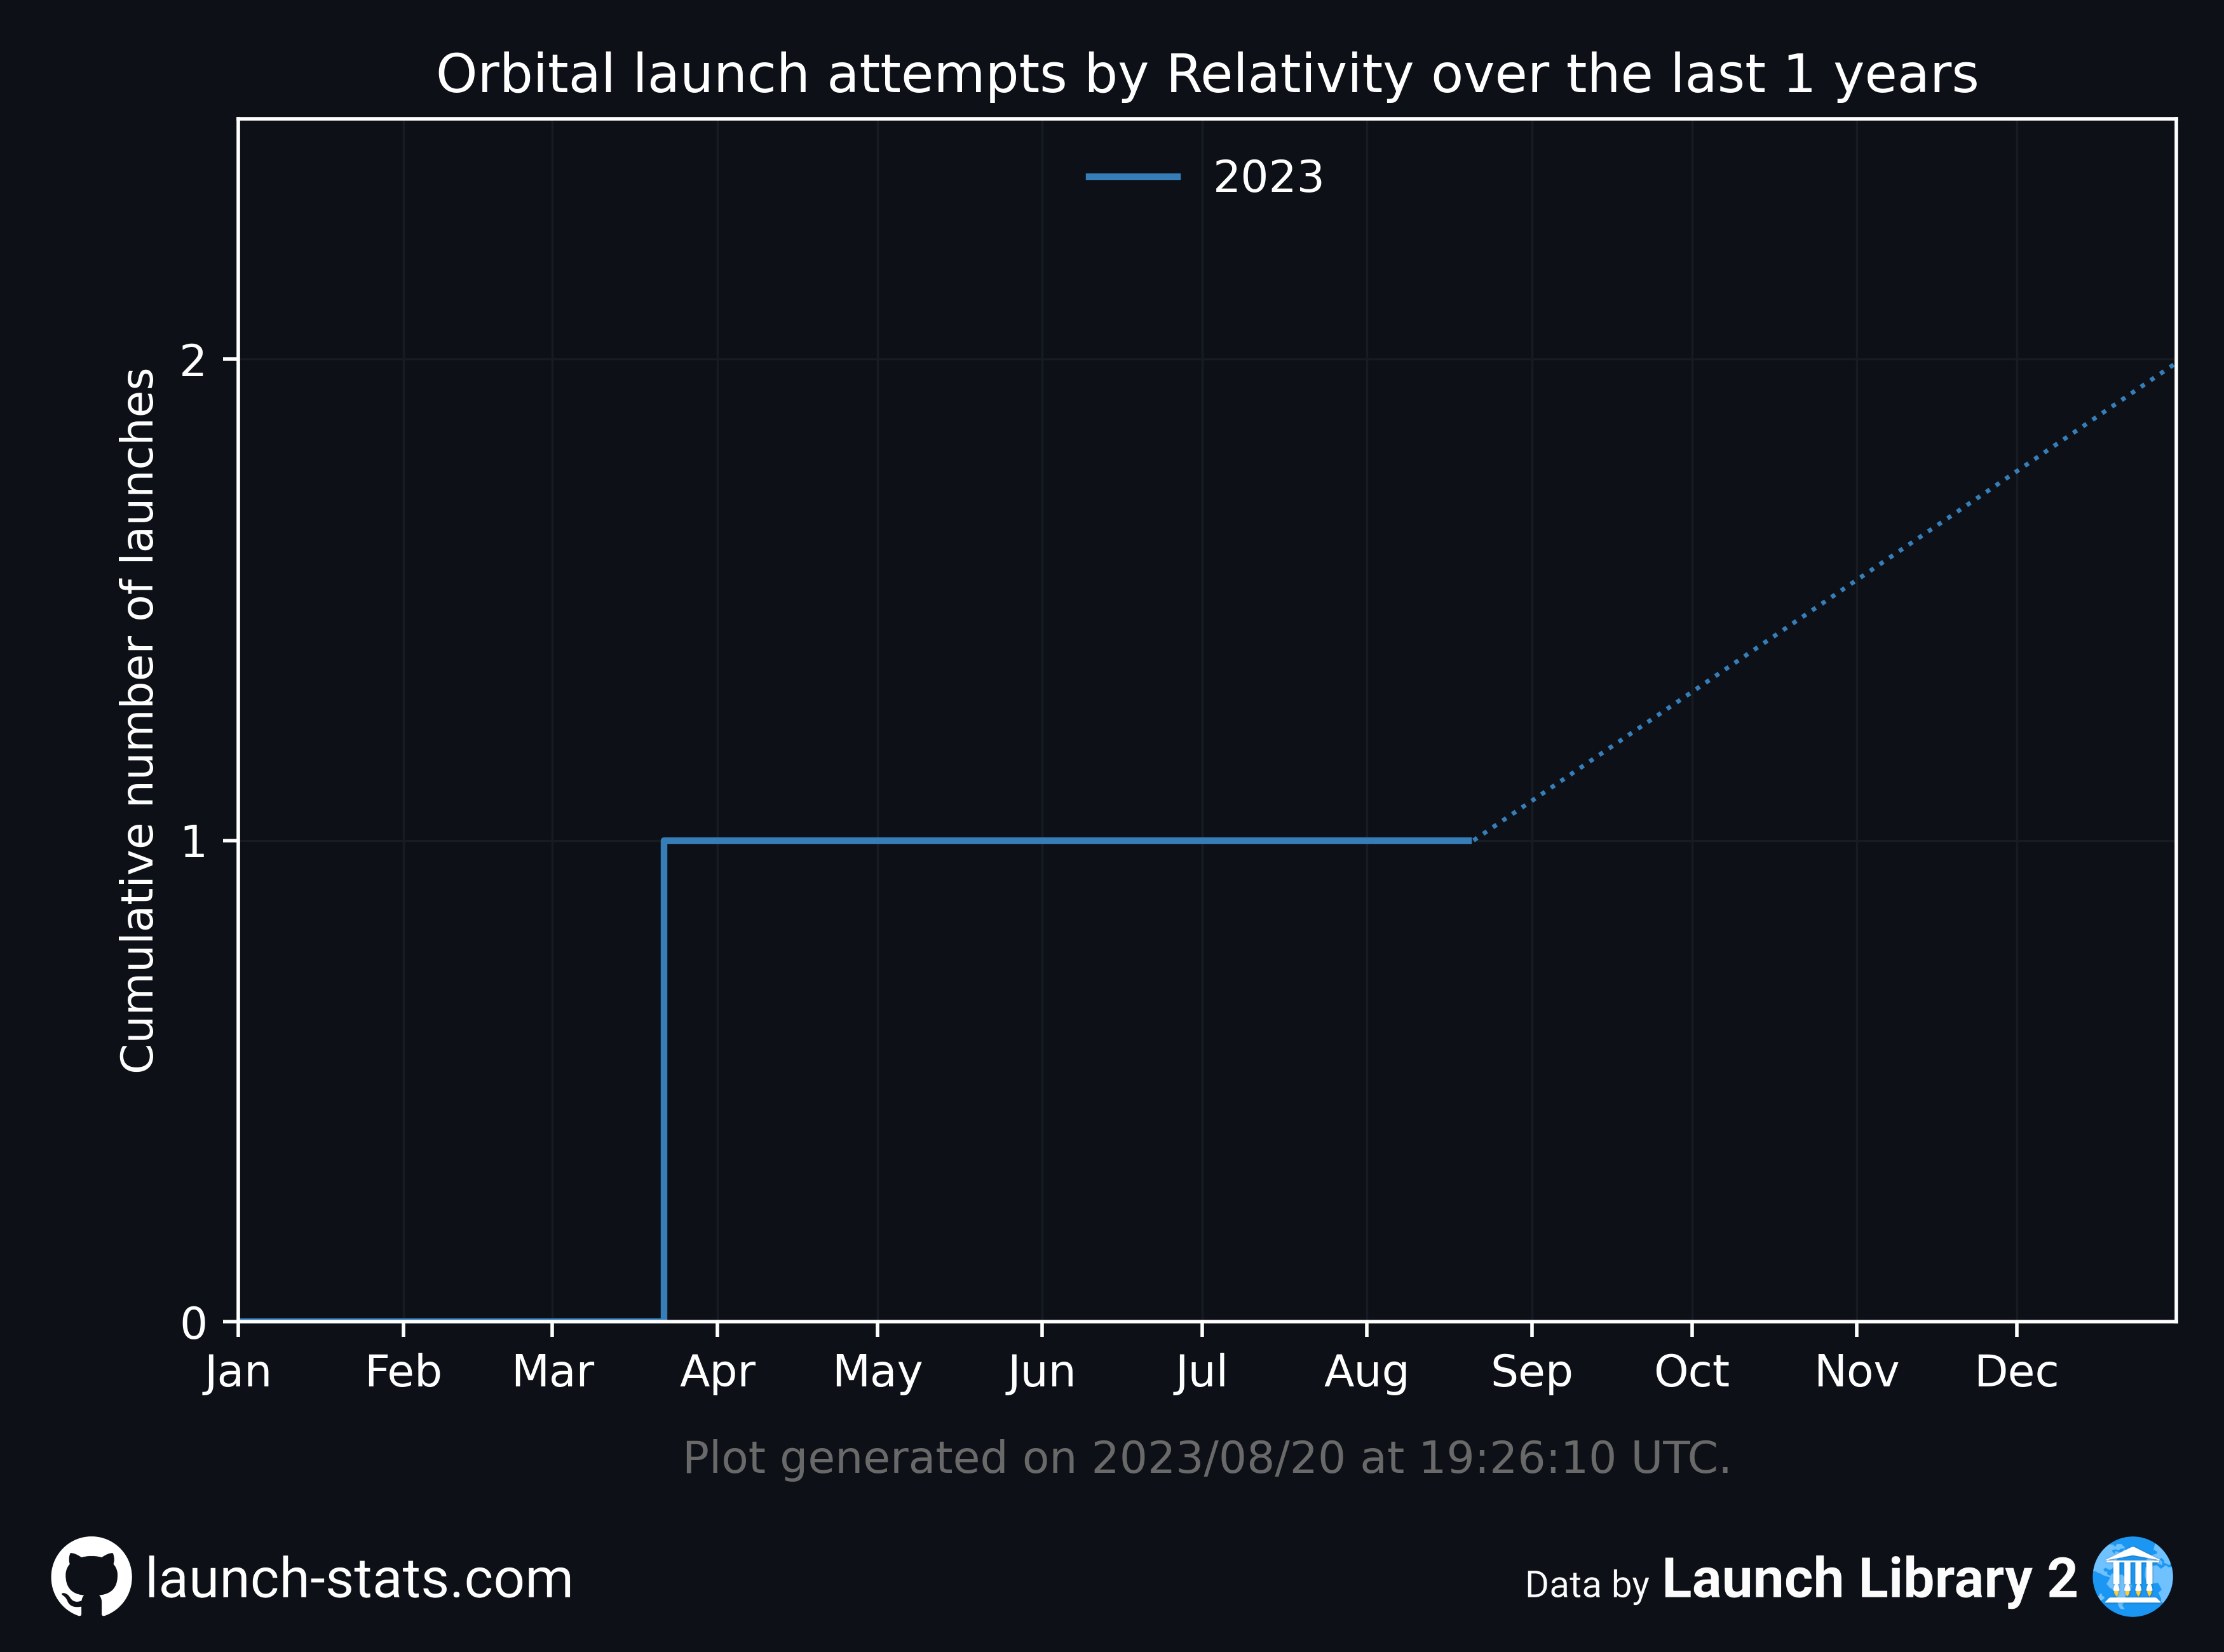 Orbital launch attempts by Relativity over the last 1 years
2023
Cumulative number of launches
2
1
0
Jan Feb Mar Apr May Jun Jul Aug Sep Oct Nov Dec
Plot generated on 2023/08/20 at 19:26:10 UTC.
launch-stats.com
Data by Launch Library 2